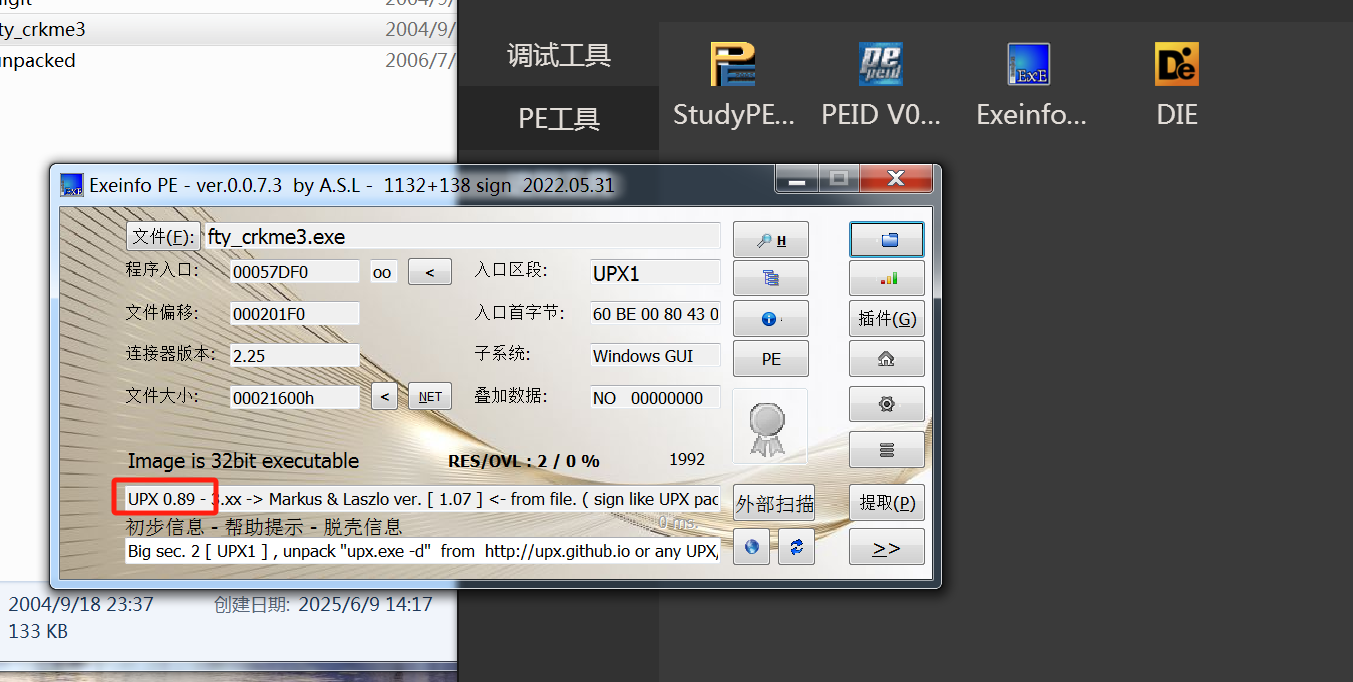 2004/9/
ty_crkme3
2004/9/
unpacked
2006/7/
调试工具
PE工具
StudyPE...
PEID V0...
Exeinfo...
DIE
Exeinfo PE - ver.0.0.7.3 by A.S.L - 1132+138 sign 2022.05.31
文件(F):
fty_crkme3.exe
H
程序入口:
00057DF0
oo
<
入口区段:
UPX1
文件偏移:
000201F0
入口首字节:
60 BE 00 80 43 0
插件(G)
连接器版本:
2.25
子系统:
Windows GUI
PE
文件大小:
00021600h
<
NET
叠加数据:
NO 00000000
Image is 32bit executable
RES/OVL : 2 / 0 %
1992
UPX 0.89 - 3.xx -> Markus & Laszlo ver. [ 1.07 ] <- from file. ( sign like UPX pac
外部扫描
提取(P)
初步信息 - 帮助提示 - 脱壳信息
0 ms.
Big sec. 2 [ UPX1 ] , unpack "upx.exe -d" from http://upx.github.io or any UPX/
>>
2004/9/18 23:37
创建日期: 2025/6/9 14:17
133 KB